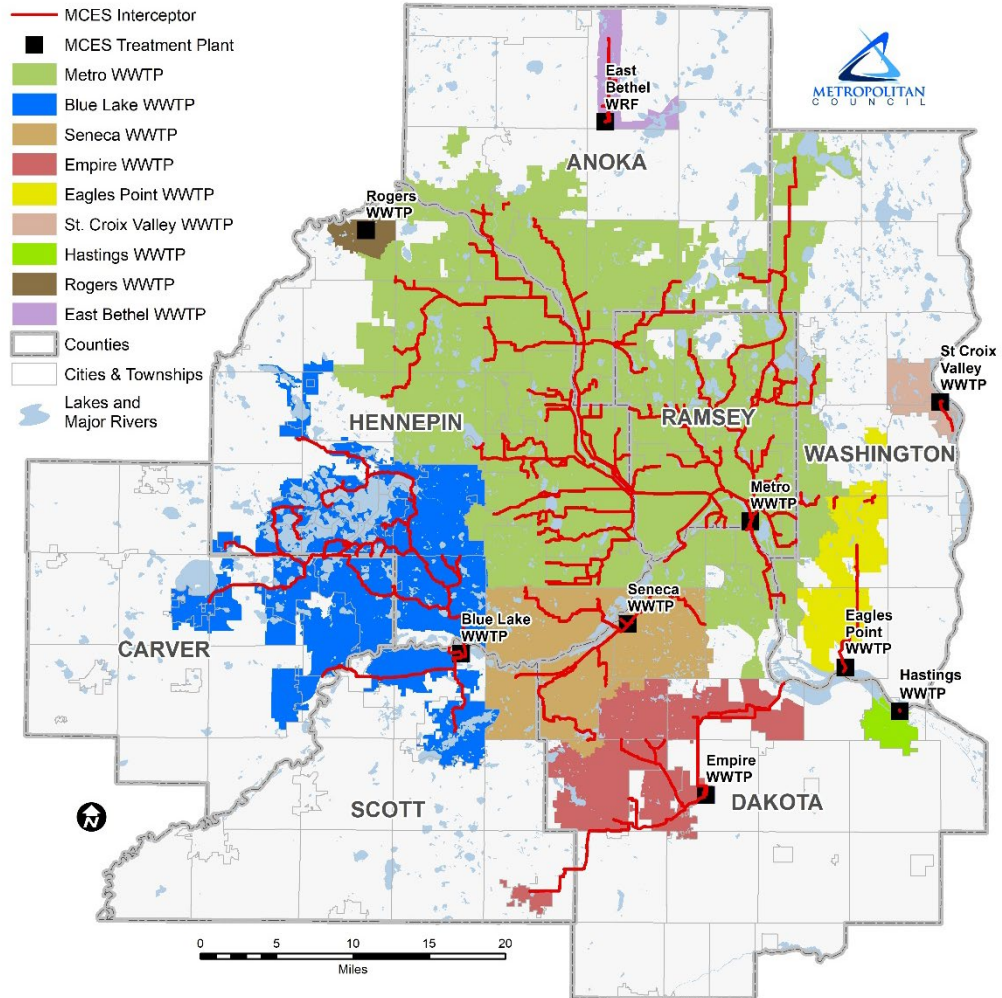 MCES Interceptor
MCES Treatment Plant
Metro WWTP
Blue Lake WWTP
Seneca WWTP
Empire WWTP
Eagles Point WWTP
St. Croix Valley WWTP
Hastings WWTP
Rogers WWTP
East Bethel WWTP
Counties
Cities & Townships
Lakes and
Major Rivers
METROPOLITAN
COUNCIL
East
Bethel
WRF
ANOKA
Rogers
WWTP
St Croix
Valley
WWTP
HENNEPIN
RAMSEY
WASHINGTON
Metro
WWTP
Seneca
WWTP
Blue Lake
WWTP
Eagles
Point
WWTP
CARVER
Hastings
WWTP
Empire
WWTP
DAKOTA
SCOTT
N
0 5 10 15 20
Miles